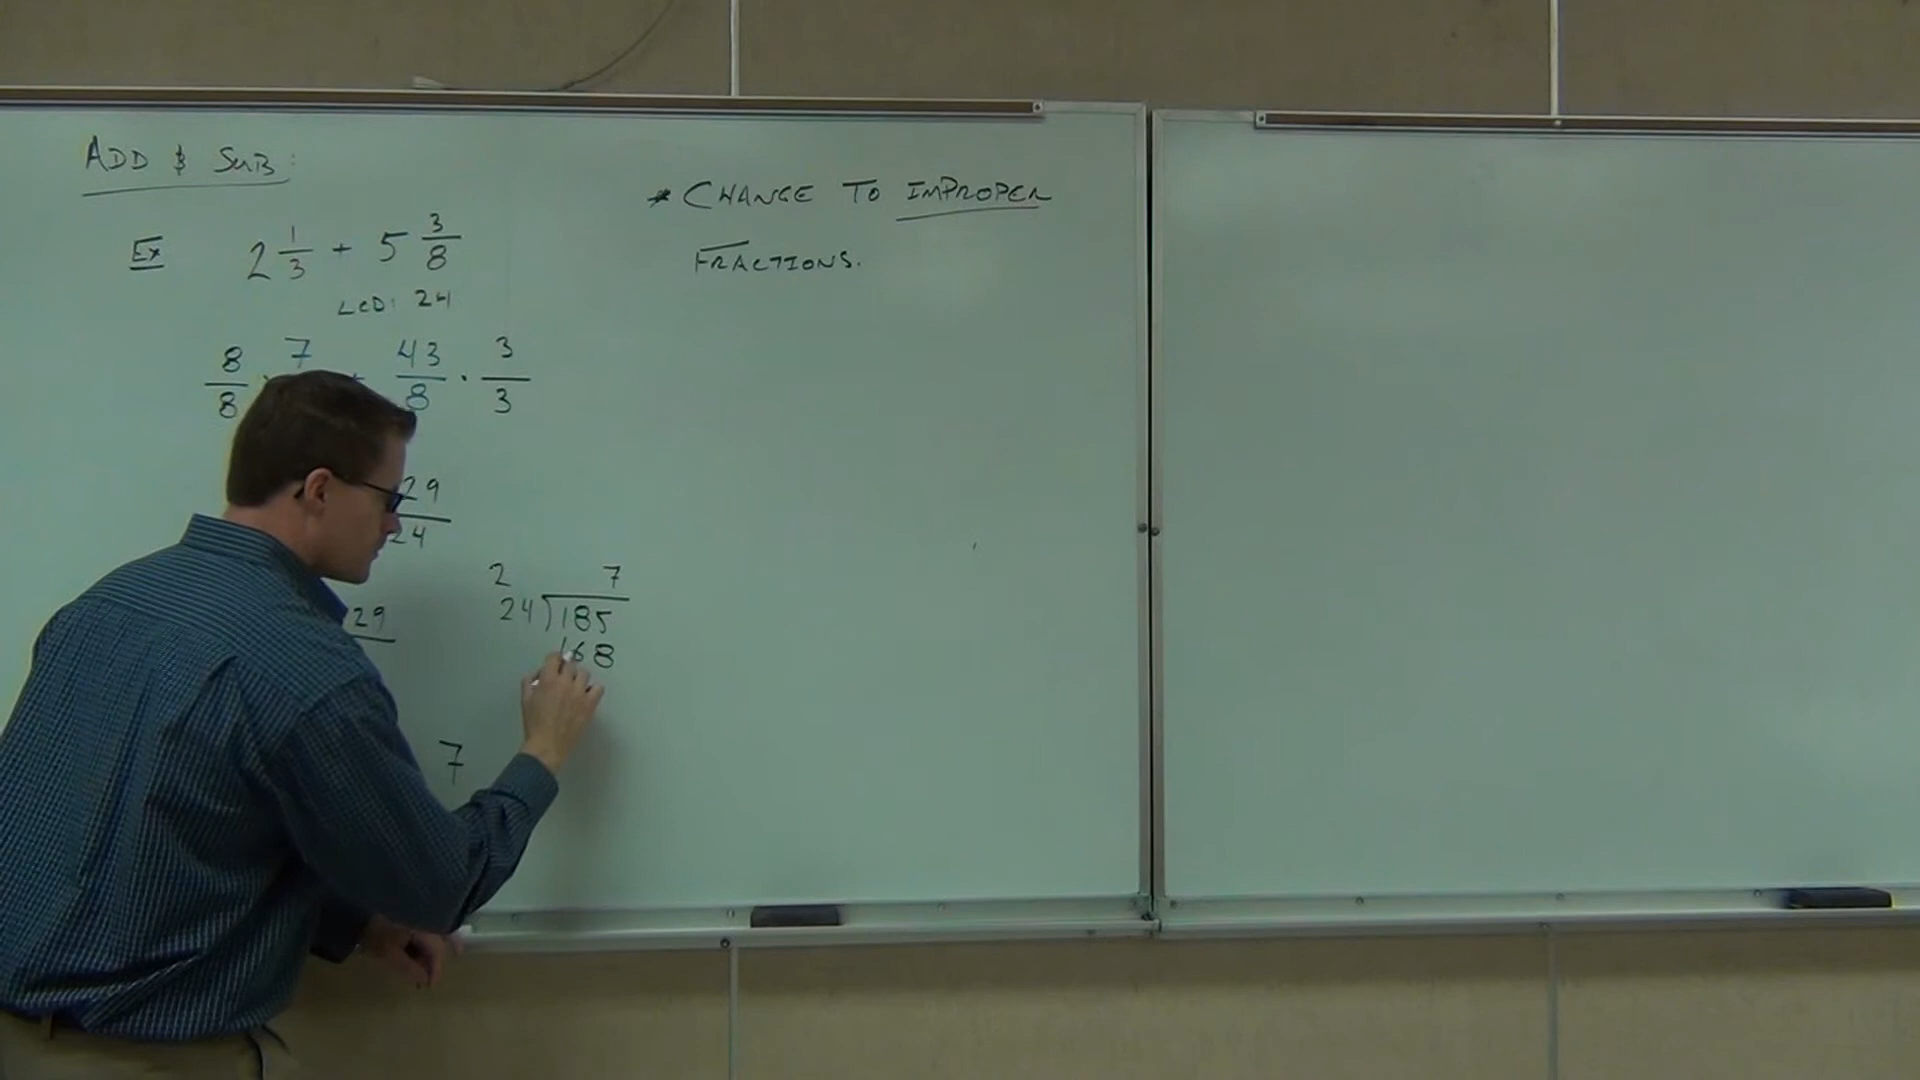 ADD & SUB:
* CHANGE TO IMPROPER
FRACTIONS.
Ex 2 1/3 + 5 3/8
LCD: 24
8/8 · 7 + 43/8 · 3/3
29/24
2 7
24)185
168
29
7